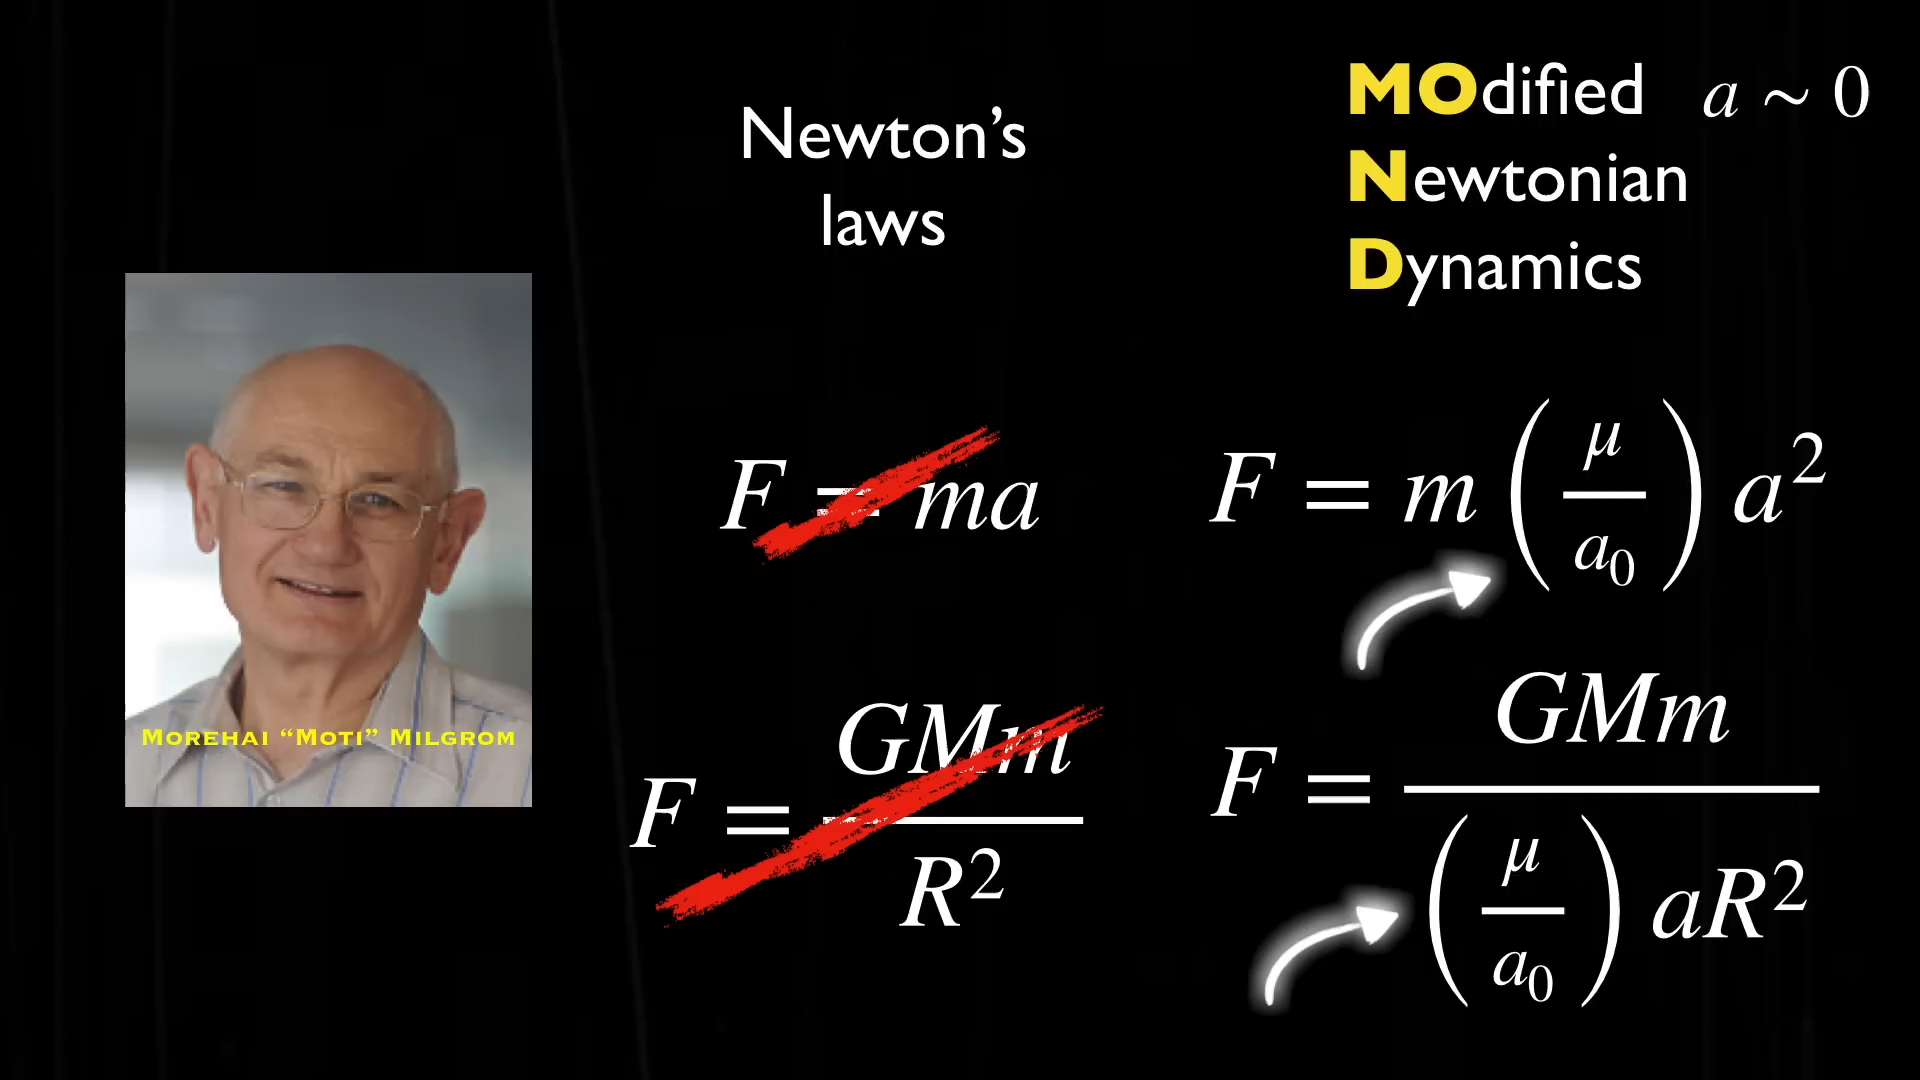 Newton's
laws
MOdified a ~ 0
Newtonian
Dynamics
F = ma
F = m (μ/a₀) a²
F = GMm/R²
F = GMm/((μ/a₀) aR²)
MOREHAI “MOTI” MILGROM